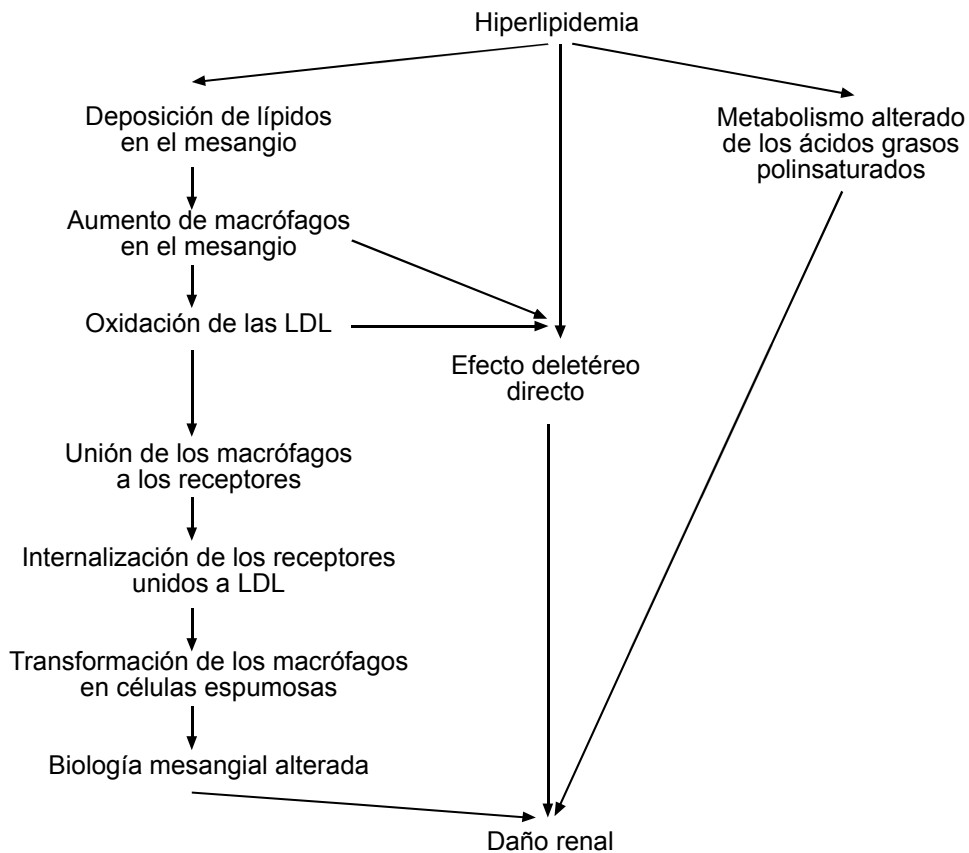 Hiperlipidemia
Deposición de lípidos
en el mesangio
Metabolismo alterado
de los ácidos grasos
polinsaturados
Aumento de macrófagos
en el mesangio
Oxidación de las LDL
Efecto deletéreo
directo
Unión de los macrófagos
a los receptores
Internalización de los receptores
unidos a LDL
Transformación de los macrófagos
en células espumosas
Biología mesangial alterada
Daño renal